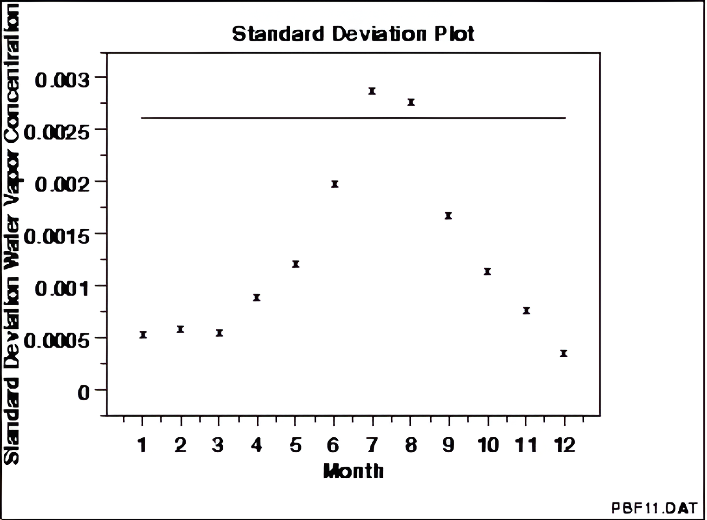 Standard Deviation Plot
Standard Deviation Water Vapor Concentration
0.003
0.0025
0.002
0.0015
0.001
0.0005
0
1 2 3 4 5 6 7 8 9 10 11 12
Month
PBF11.DAT